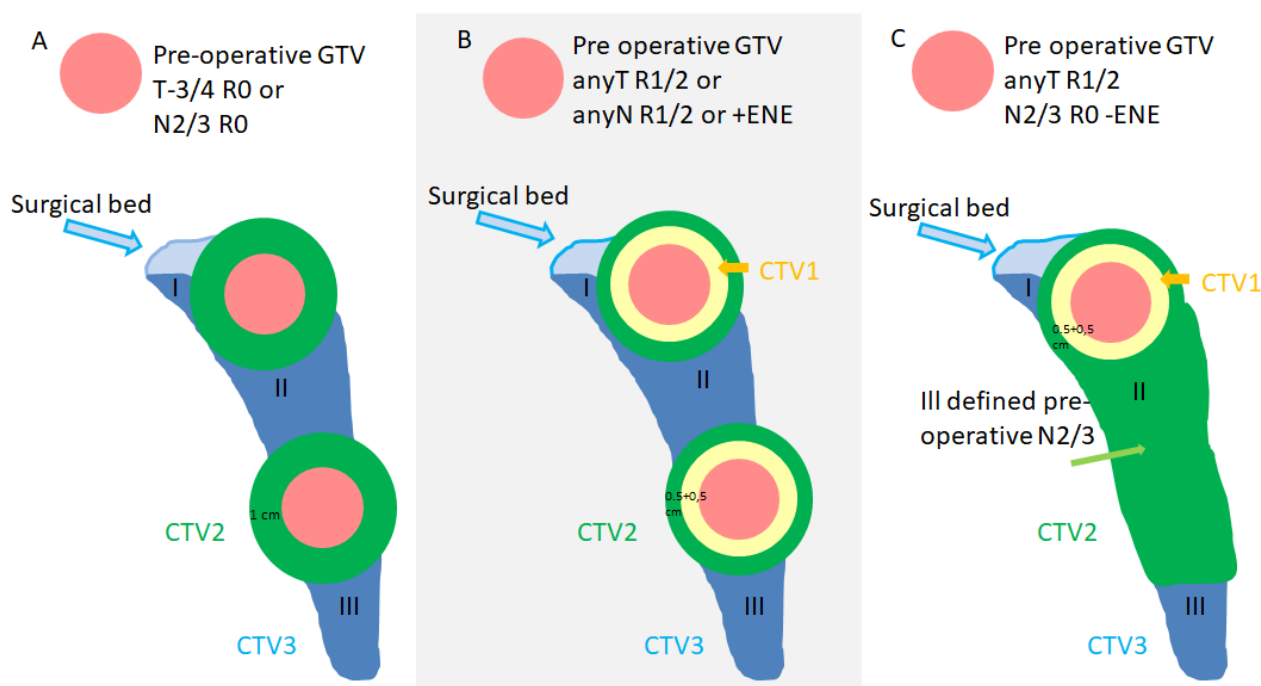 A
Pre-operative GTV
T-3/4 R0 or
N2/3 R0
Surgical bed
I
II
1 cm
CTV2
III
CTV3
B
Pre operative GTV
anyT R1/2 or
anyN R1/2 or +ENE
Surgical bed
CTV1
I
II
0.5+0,5
cm
CTV2
III
CTV3
C
Pre operative GTV
anyT R1/2
N2/3 R0 -ENE
Surgical bed
CTV1
I
0.5+0,5
cm
II
Ill defined pre-
operative N2/3
CTV2
III
CTV3